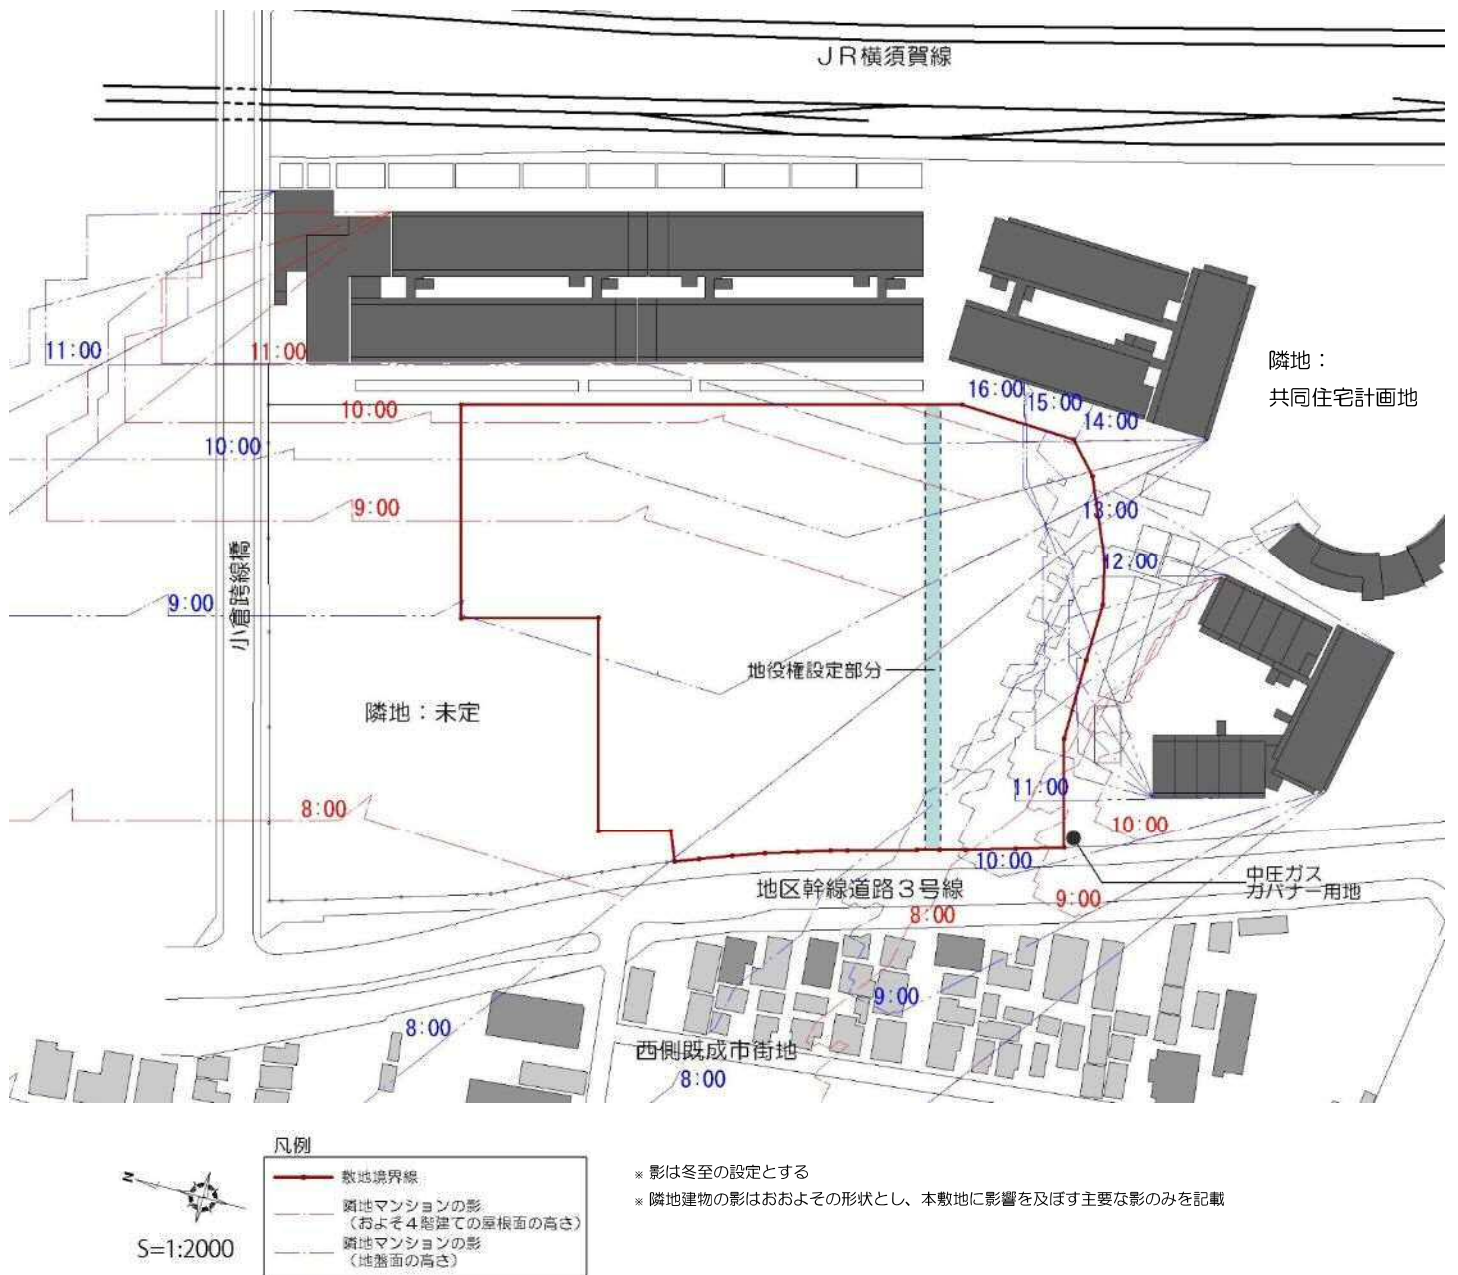 JR横須賀線
11:00
11:00
隣地：
共同住宅計画地
16:00
15:00
14:00
10:00
10:00
9:00
13:00
12:00
小倉跨線橋
9:00
地役権設定部分
隣地：未定
11:00
8:00
10:00
10:00
中圧ガス
ガバナー用地
地区幹線道路３号線
9:00
8:00
9:00
8:00
西側既成市街地
8:00
凡例
敷地境界線
隣地マンションの影
（およそ４階建ての屋根面の高さ）
隣地マンションの影
（地盤面の高さ）
N
S=1:2000
※ 影は冬至の設定とする
※ 隣地建物の影はおおよその形状とし、本敷地に影響を及ぼす主要な影のみを記載